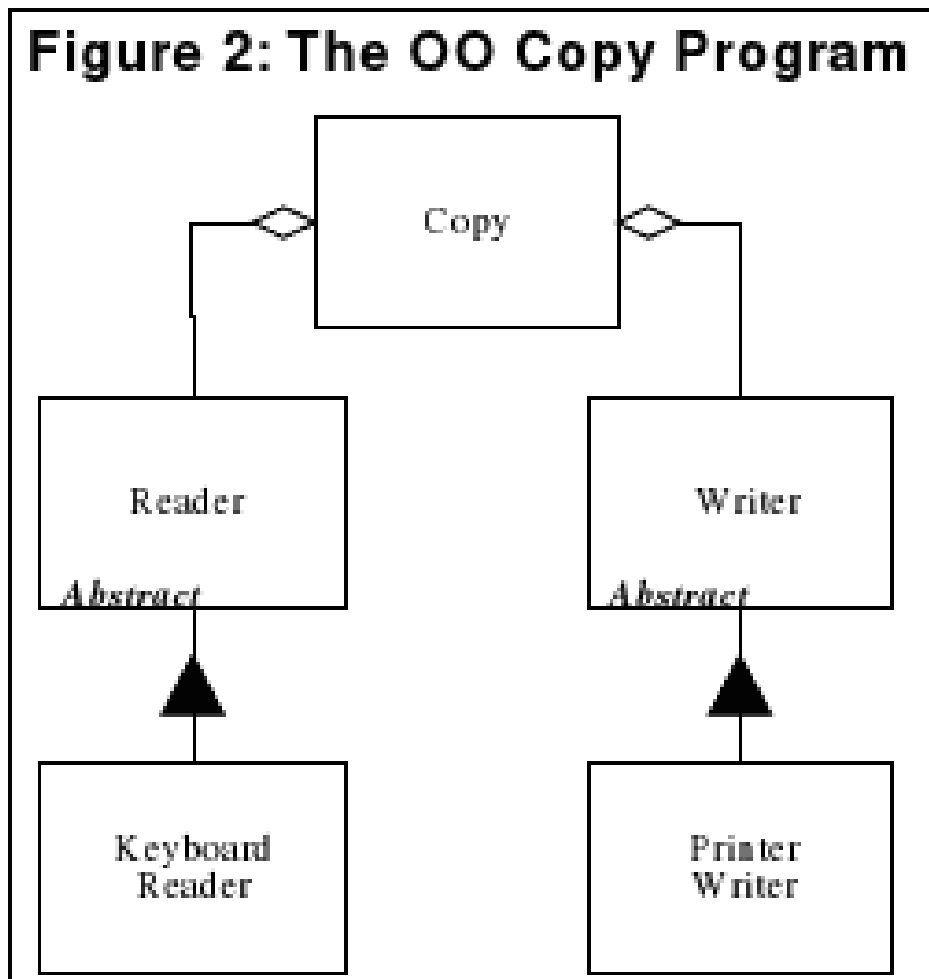 Figure 2: The OO Copy Program
Copy
Reader
Abstract
Writer
Abstract
Keyboard
Reader
Printer
Writer